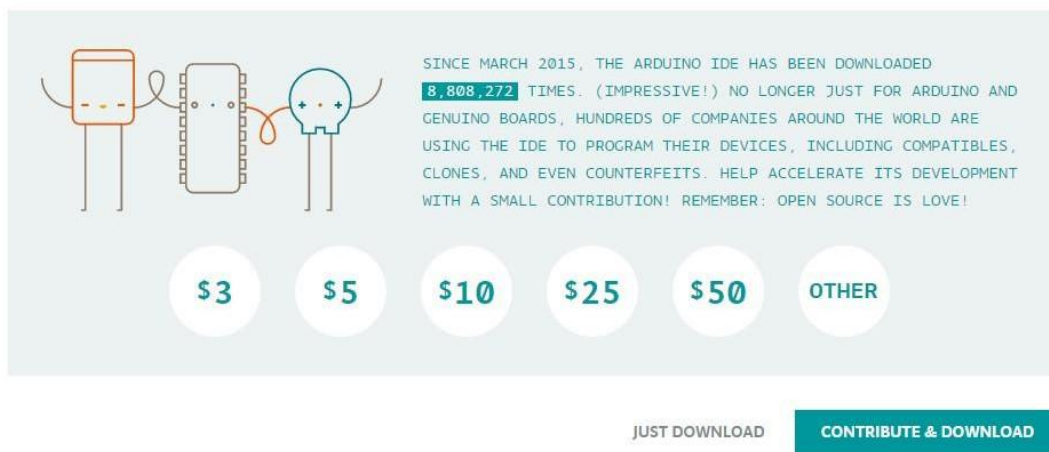 SINCE MARCH 2015, THE ARDUINO IDE HAS BEEN DOWNLOADED
8,808,272 TIMES. (IMPRESSIVE!) NO LONGER JUST FOR ARDUINO AND
GENUINO BOARDS, HUNDREDS OF COMPANIES AROUND THE WORLD ARE
USING THE IDE TO PROGRAM THEIR DEVICES, INCLUDING COMPATIBLES,
CLONES, AND EVEN COUNTERFEITS. HELP ACCELERATE ITS DEVELOPMENT
WITH A SMALL CONTRIBUTION! REMEMBER: OPEN SOURCE IS LOVE!
$3 $5 $10 $25 $50 OTHER
JUST DOWNLOAD CONTRIBUTE & DOWNLOAD